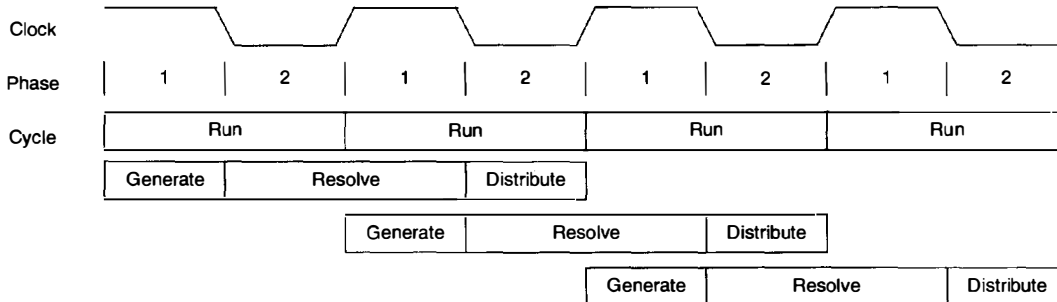 Clock
Phase 1 2 1 2 1 2 1 2
Cycle Run Run Run Run
Generate Resolve Distribute
Generate Resolve Distribute
Generate Resolve Distribute